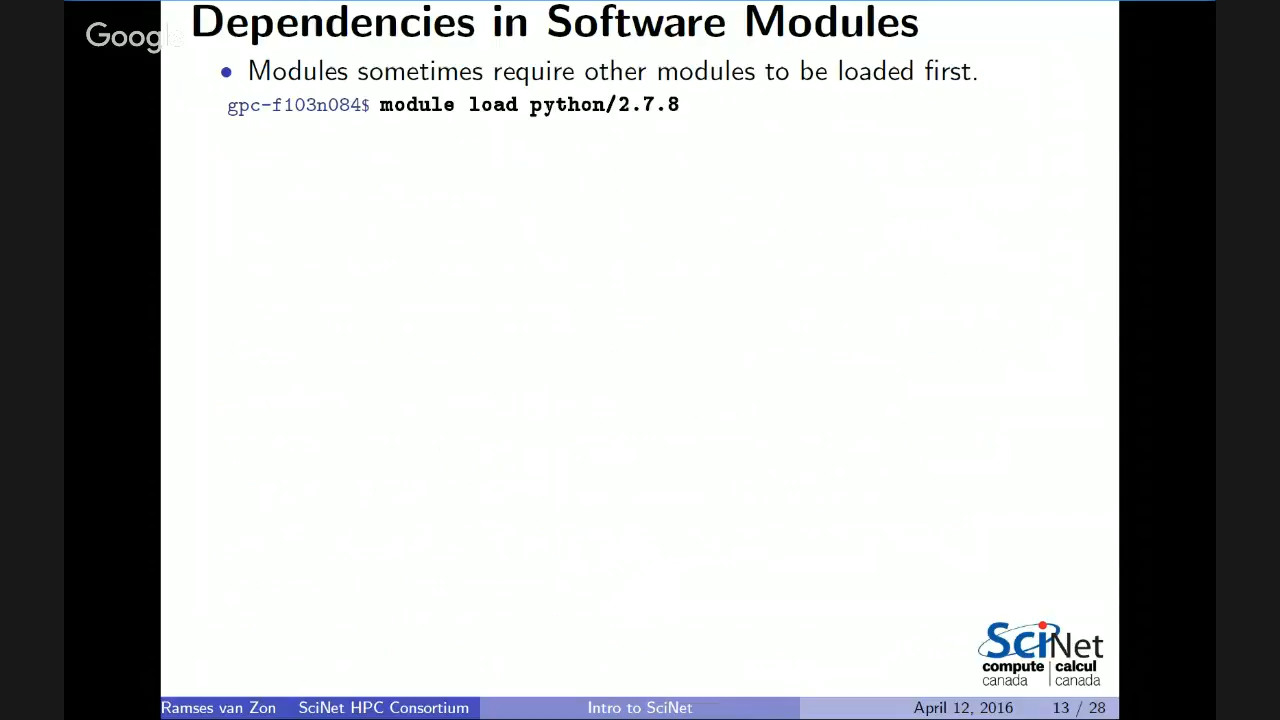 Dependencies in Software Modules
Google
• Modules sometimes require other modules to be loaded first.
gpc-f103n084$ module load python/2.7.8
SciNet
compute | calcul
canada | canada
Ramses van Zon SciNet HPC Consortium Intro to SciNet April 12, 2016 13 / 28